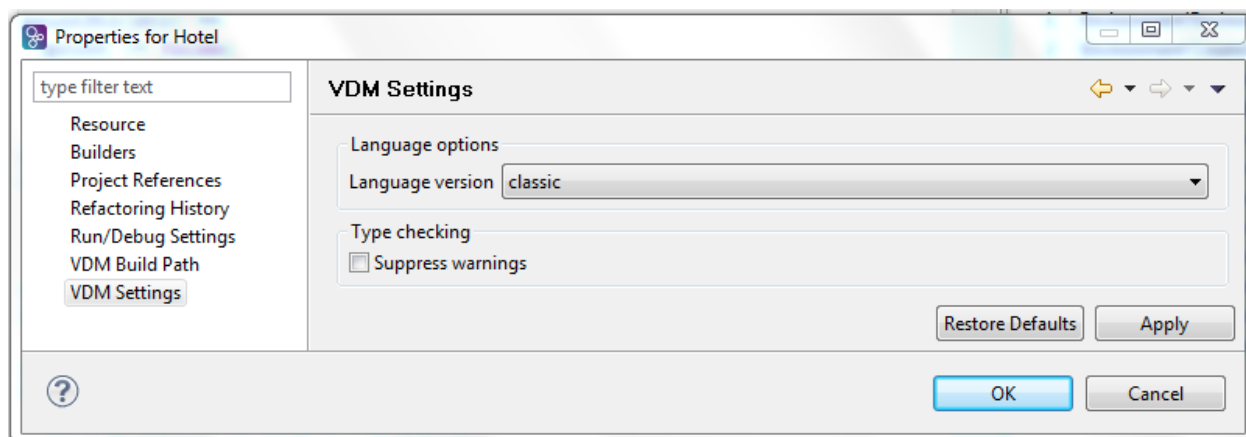 Properties for Hotel
type filter text
VDM Settings
Resource
Builders
Project References
Refactoring History
Run/Debug Settings
VDM Build Path
VDM Settings
Language options
Language version classic
Type checking
Suppress warnings
Restore Defaults Apply
? OK Cancel